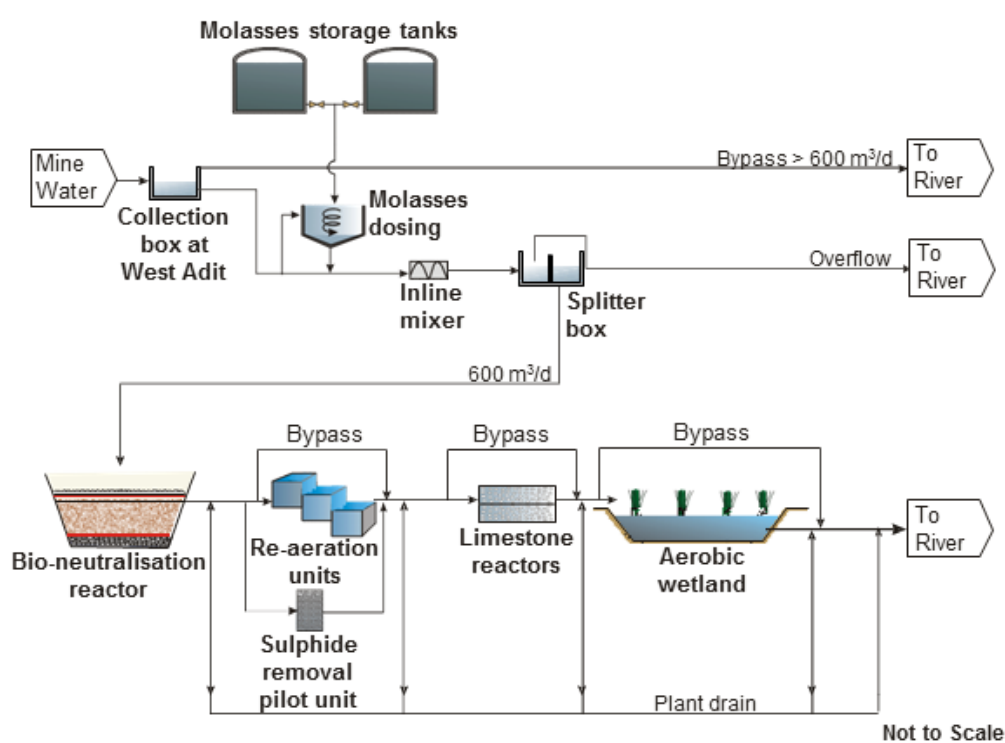 Molasses storage tanks
Mine
Water
Bypass > 600 m³/d
To
River
Collection
box at
West Adit
Molasses
dosing
Inline
mixer
Splitter
box
Overflow
To
River
600 m³/d
Bypass
Bypass
Bypass
Bio-neutralisation
reactor
Re-aeration
units
Sulphide
removal
pilot unit
Limestone
reactors
Aerobic
wetland
To
River
Plant drain
Not to Scale